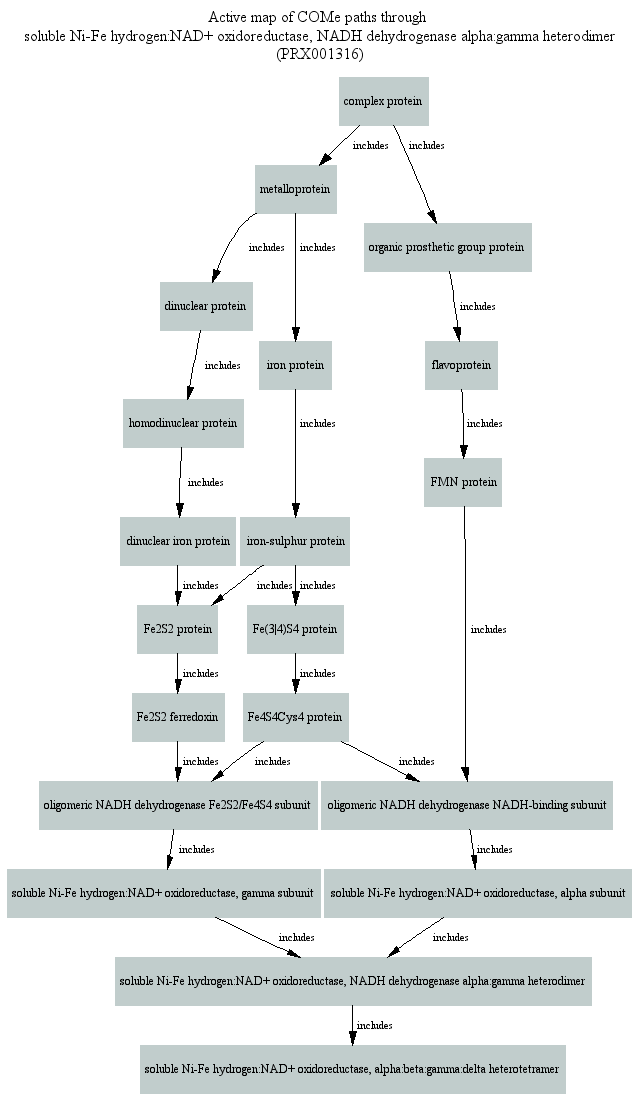 Active map of COMe paths through
soluble Ni-Fe hydrogen:NAD+ oxidoreductase, NADH dehydrogenase alpha:gamma heterodimer
(PRX001316)
complex protein
includes
includes
metalloprotein
organic prosthetic group protein
includes
includes
dinuclear protein
includes
iron protein
flavoprotein
includes
homodinuclear protein
includes
includes
FMN protein
includes
dinuclear iron protein
iron-sulphur protein
includes
includes
includes
Fe2S2 protein
Fe(3|4)S4 protein
includes
includes
includes
Fe2S2 ferredoxin
Fe4S4Cys4 protein
includes
includes
includes
oligomeric NADH dehydrogenase Fe2S2/Fe4S4 subunit
oligomeric NADH dehydrogenase NADH-binding subunit
includes
includes
soluble Ni-Fe hydrogen:NAD+ oxidoreductase, gamma subunit
soluble Ni-Fe hydrogen:NAD+ oxidoreductase, alpha subunit
includes
includes
soluble Ni-Fe hydrogen:NAD+ oxidoreductase, NADH dehydrogenase alpha:gamma heterodimer
includes
soluble Ni-Fe hydrogen:NAD+ oxidoreductase, alpha:beta:gamma:delta heterotetramer